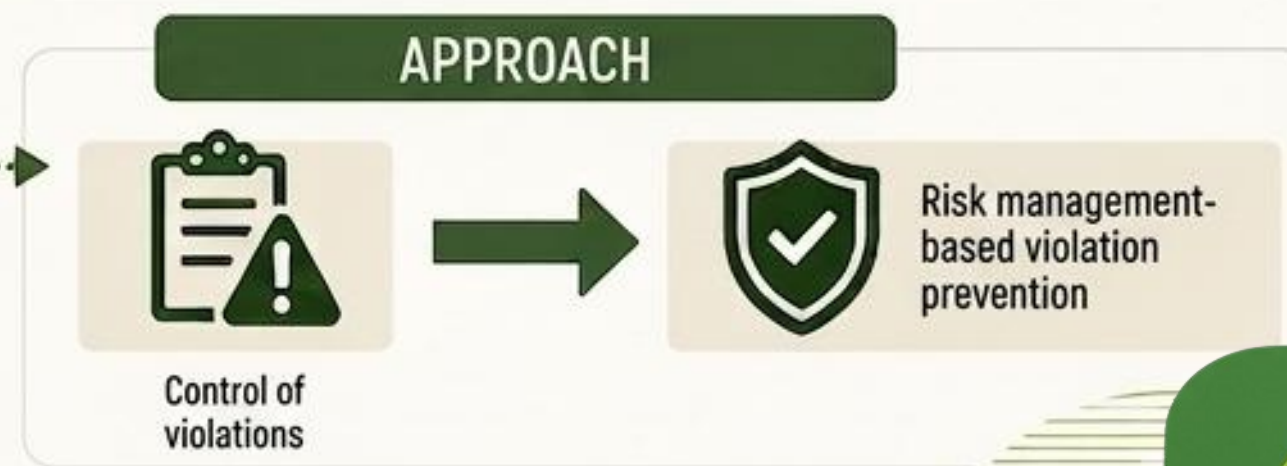 APPROACH
Control of
violations
Risk management-
based violation
prevention